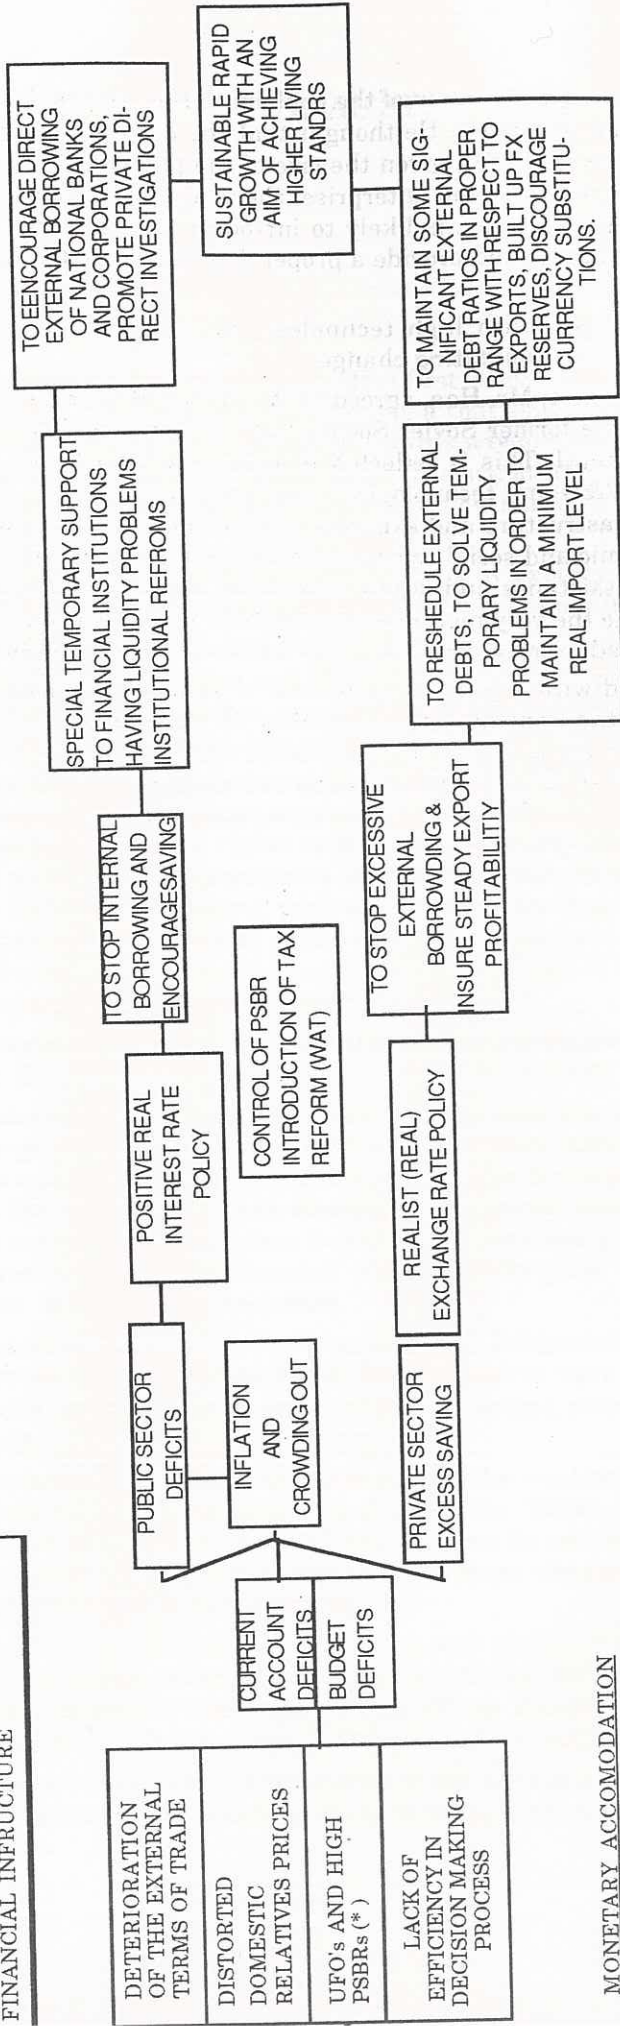 FINANCIAL INFRUCTURE
DETERIORATION
OF THE EXTERNAL
TERMS OF TRADE
DISTORTED
DOMESTIC
RELATIVES PRICES
UFO's AND HIGH
PSBRs (*)
LACK OF
EFFICIENCY IN
DECISION MAKING
PROCESS
CURRENT
ACCOUNT
DEFICITS
BUDGET
DEFICITS
PUBLIC SECTOR
DEFICITS
INFLATION
AND
CROWDING OUT
PRIVATE SECTOR
EXCESS SAVING
POSITIVE REAL
INTEREST RATE
POLICY
CONTROL OF PSBR
INTRODUCTION OF TAX
REFORM (WAT)
REALIST (REAL)
EXCHANGE RATE POLICY
TO STOP INTERNAL
BORROWING AND
ENCOURAGESAVING
TO STOP EXCESSIVE
EXTERNAL
BORROWDING &
INSURE STEADY EXPORT
PROFITABILITIY
SPECIAL TEMPORARY SUPPORT
TO FINANCIAL INSTITUTIONS
HAVING LIQUIDITY PROBLEMS
INSTITUTIONAL REFROMS
TO RESHEDULE EXTERNAL
DEBTS, TO SOLVE TEM-
PORARY LIQUIDITY
PROBLEMS IN ORDER TO
MAINTAIN A MINIMUM
REAL IMPORT LEVEL
TO EENCOURAGE DIRECT
EXTERNAL BORROWING
OF NATIONAL BANKS
AND CORPORATIONS,
PROMOTE PRIVATE DI-
RECT INVESTIGATIONS
SUSTAINABLE RAPID
GROWTH WITH AN
AIM OF ACHIEVING
HIGHER LIVING
STANDRS
TO MAINTAIN SOME SIG-
NIFICANT EXTERNAL
DEBT RATIOS IN PROPER
RANGE WITH RESPECT TO
EXPORTS, BUILT UP FX
RESERVES, DISCOURAGE
CURRENCY SUBSTITU-
TIONS.
MONETARY ACCOMODATION